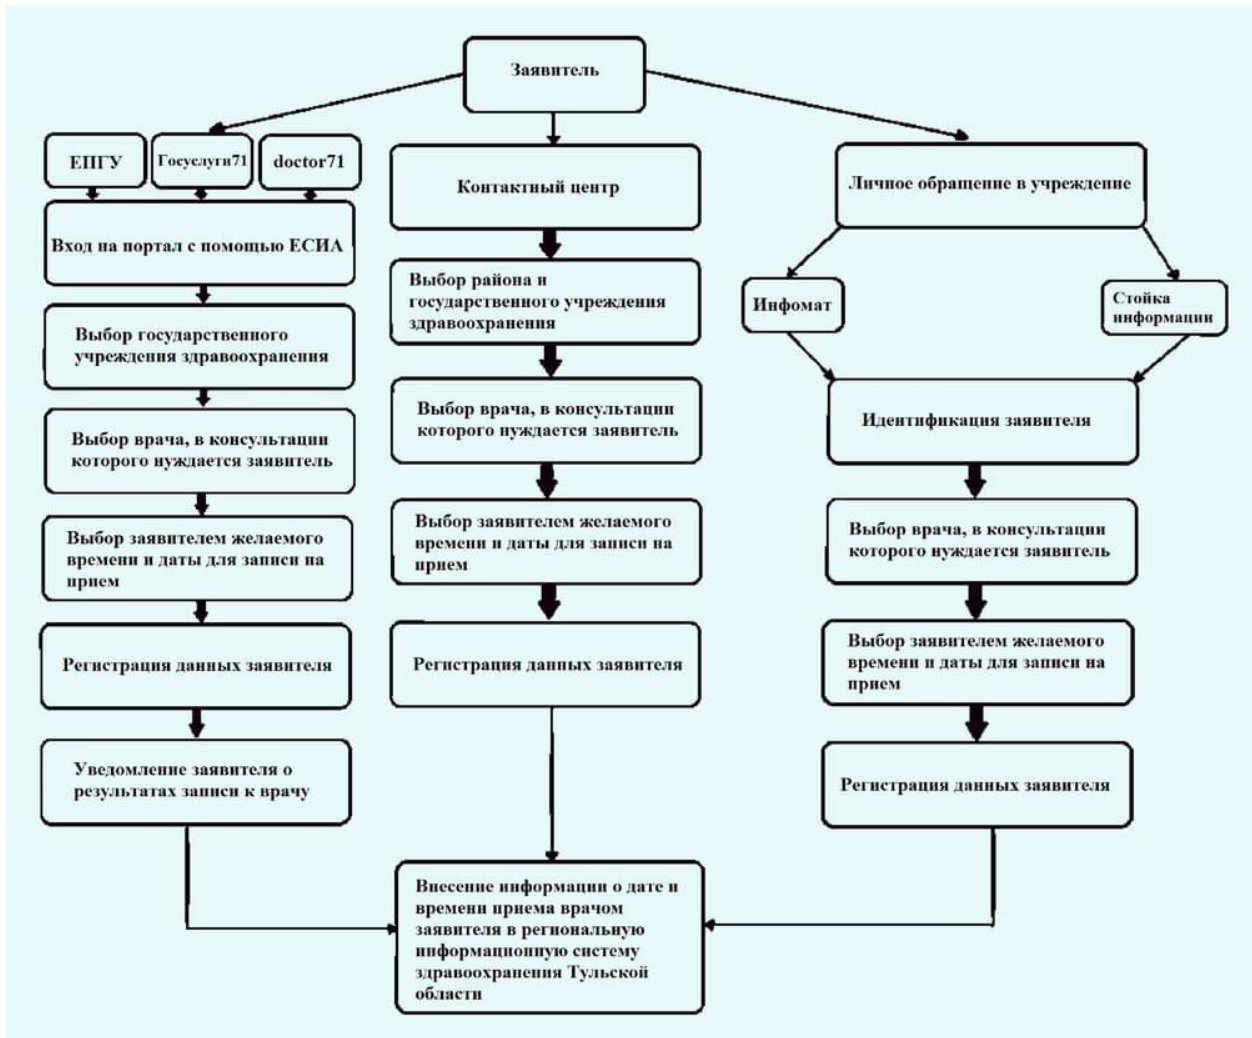 Заявитель
ЕПГУ
Госуслуги71
doctor71
Вход на портал с помощью ЕСИА
Выбор государственного
учреждения здравоохранения
Выбор врача, в консультации
которого нуждается заявитель
Выбор заявителем желаемого
времени и даты для записи на
прием
Регистрация данных заявителя
Уведомление заявителя о
результатах записи к врачу
Контактный центр
Выбор района и
государственного учреждения
здравоохранения
Выбор врача, в консультации
которого нуждается заявитель
Выбор заявителем желаемого
времени и даты для записи на
прием
Регистрация данных заявителя
Личное обращение в учреждение
Инфомат
Стойка
информации
Идентификация заявителя
Выбор врача, в консультации
которого нуждается заявитель
Выбор заявителем желаемого
времени и даты для записи на
прием
Регистрация данных заявителя
Внесение информации о дате и
времени приема врачом
заявителя в региональную
информационную систему
здравоохранения Тульской
области